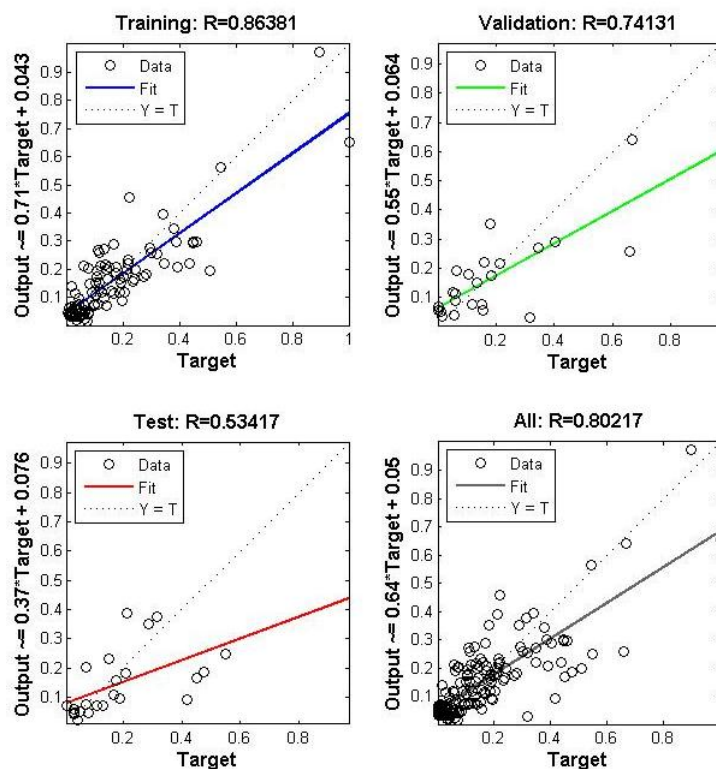 Training: R=0.86381
Output ~= 0.71*Target + 0.043
0.9
0.8
0.7
0.6
0.5
0.4
0.3
0.2
0.1
Data
Fit
Y = T
0.2 0.4 0.6 0.8 1
Target
Validation: R=0.74131
Output ~= 0.55*Target + 0.064
0.9
0.8
0.7
0.6
0.5
0.4
0.3
0.2
0.1
Data
Fit
Y = T
0.2 0.4 0.6 0.8
Target
Test: R=0.53417
Output ~= 0.37*Target + 0.076
0.9
0.8
0.7
0.6
0.5
0.4
0.3
0.2
0.1
Data
Fit
Y = T
0.2 0.4 0.6 0.8
Target
All: R=0.80217
Output ~= 0.64*Target + 0.05
0.9
0.8
0.7
0.6
0.5
0.4
0.3
0.2
0.1
Data
Fit
Y = T
0.2 0.4 0.6 0.8
Target